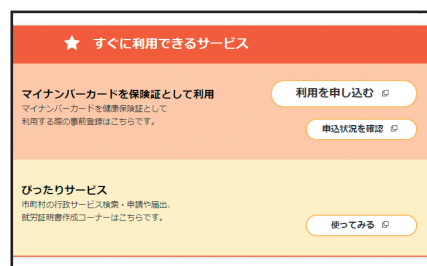 ★ すぐに利用できるサービス
マイナンバーカードを保険証として利用
マイナンバーカードを健康保険証として
利用する際の事前登録はこちらです。
利用を申し込む
申込状況を確認
ぴったりサービス
市町村の行政サービス検索・申請や届出、
就労証明書作成コーナーはこちらです。
使ってみる